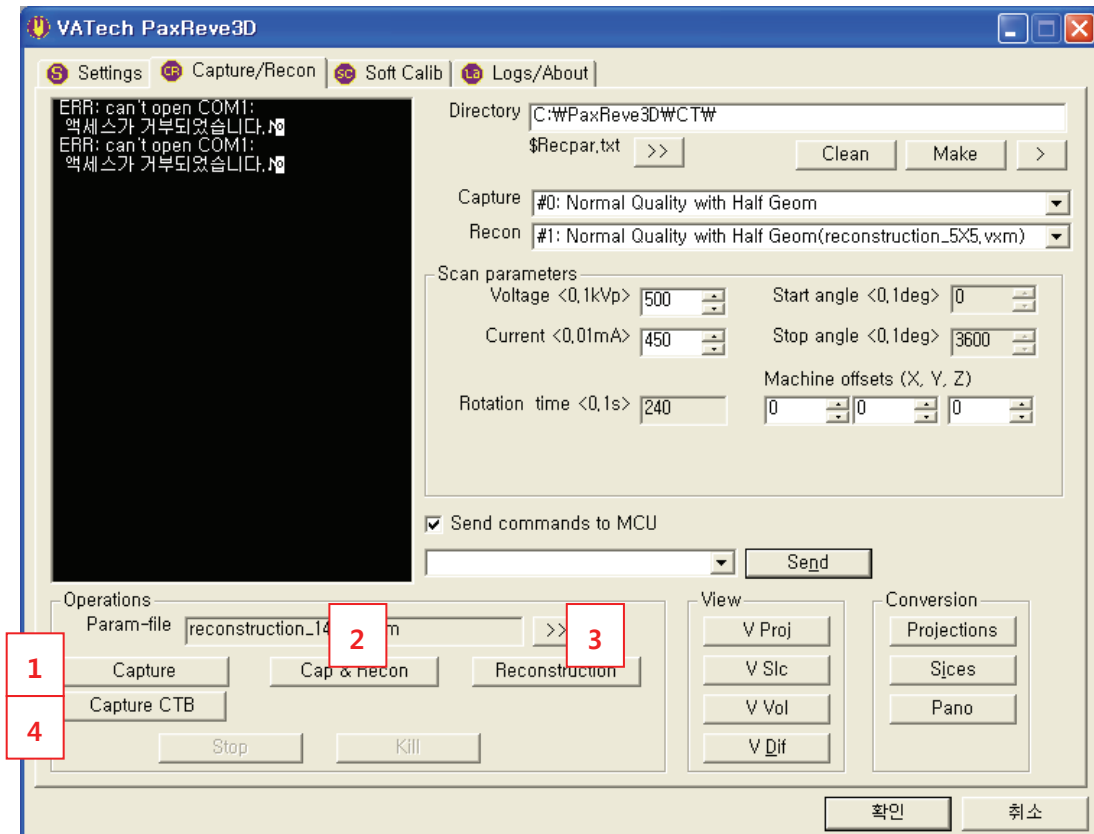 VATech PaxReve3D
Settings Capture/Recon Soft Calib Logs/About
ERR: can't open COM1:
액세스가 거부되었습니다.
ERR: can't open COM1:
액세스가 거부되었습니다.
Directory C:₩PaxReve3D₩CT₩
$Recpar,txt >> Clean Make >
Capture #0: Normal Quality with Half Geom
Recon #1: Normal Quality with Half Geom(reconstruction_5X5,vxm)
Scan parameters
Voltage <0,1kVp> 500 Start angle <0,1deg> 0
Current <0,01mA> 450 Stop angle <0,1deg> 3600
Machine offsets (X, Y, Z)
Rotation time <0,1s> 240 0 0 0
Send commands to MCU
Send
Operations View Conversion
Param-file reconstruction_14 m >> V Proj Projections
1 2 3
Capture Cap & Recon Reconstruction V Slc Sices
4 Capture CTB V Vol Pano
Stop Kill V Dif
확인 취소